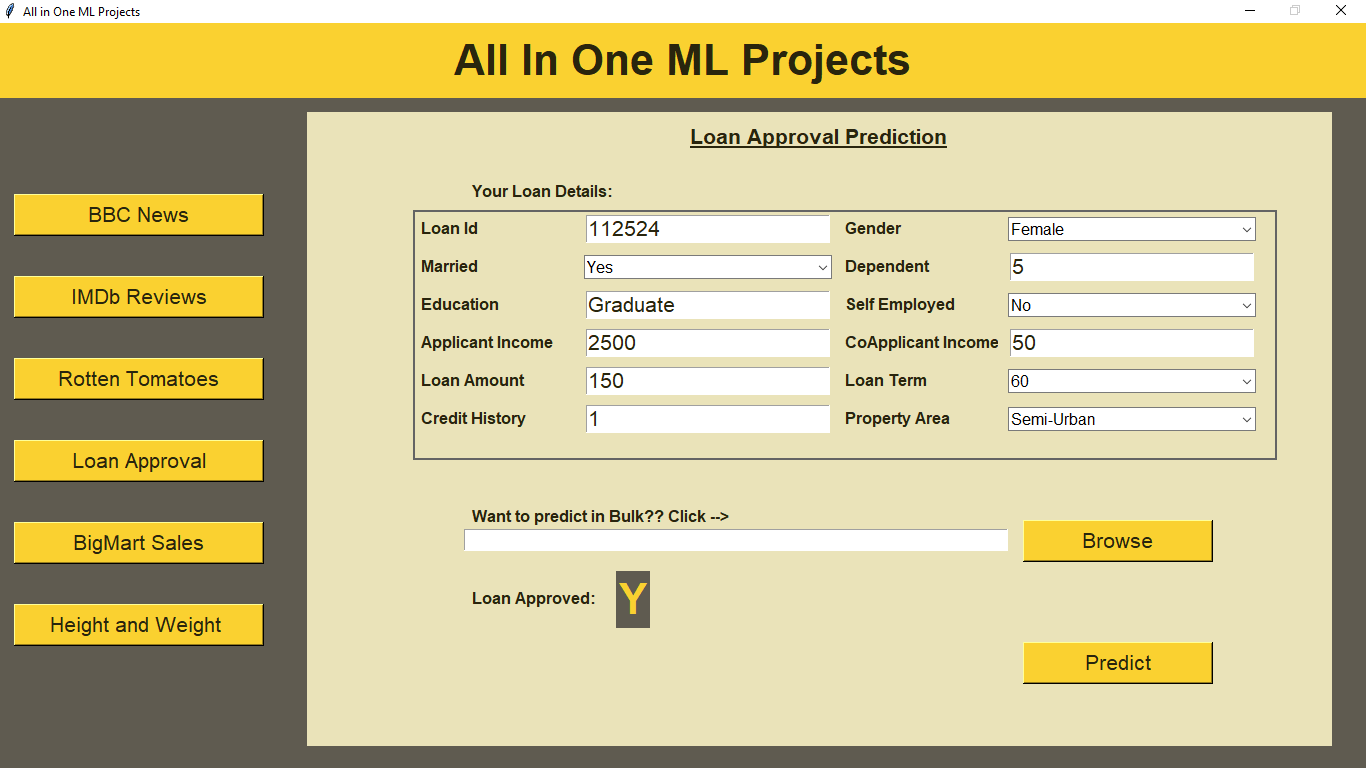 All in One ML Projects
All In One ML Projects
Loan Approval Prediction
BBC News
IMDb Reviews
Rotten Tomatoes
Loan Approval
BigMart Sales
Height and Weight
Your Loan Details:
Loan Id 112524 Gender Female
Married Yes Dependent 5
Education Graduate Self Employed No
Applicant Income 2500 CoApplicant Income 50
Loan Amount 150 Loan Term 60
Credit History 1 Property Area Semi-Urban
Want to predict in Bulk?? Click -->
Browse
Loan Approved: Y
Predict